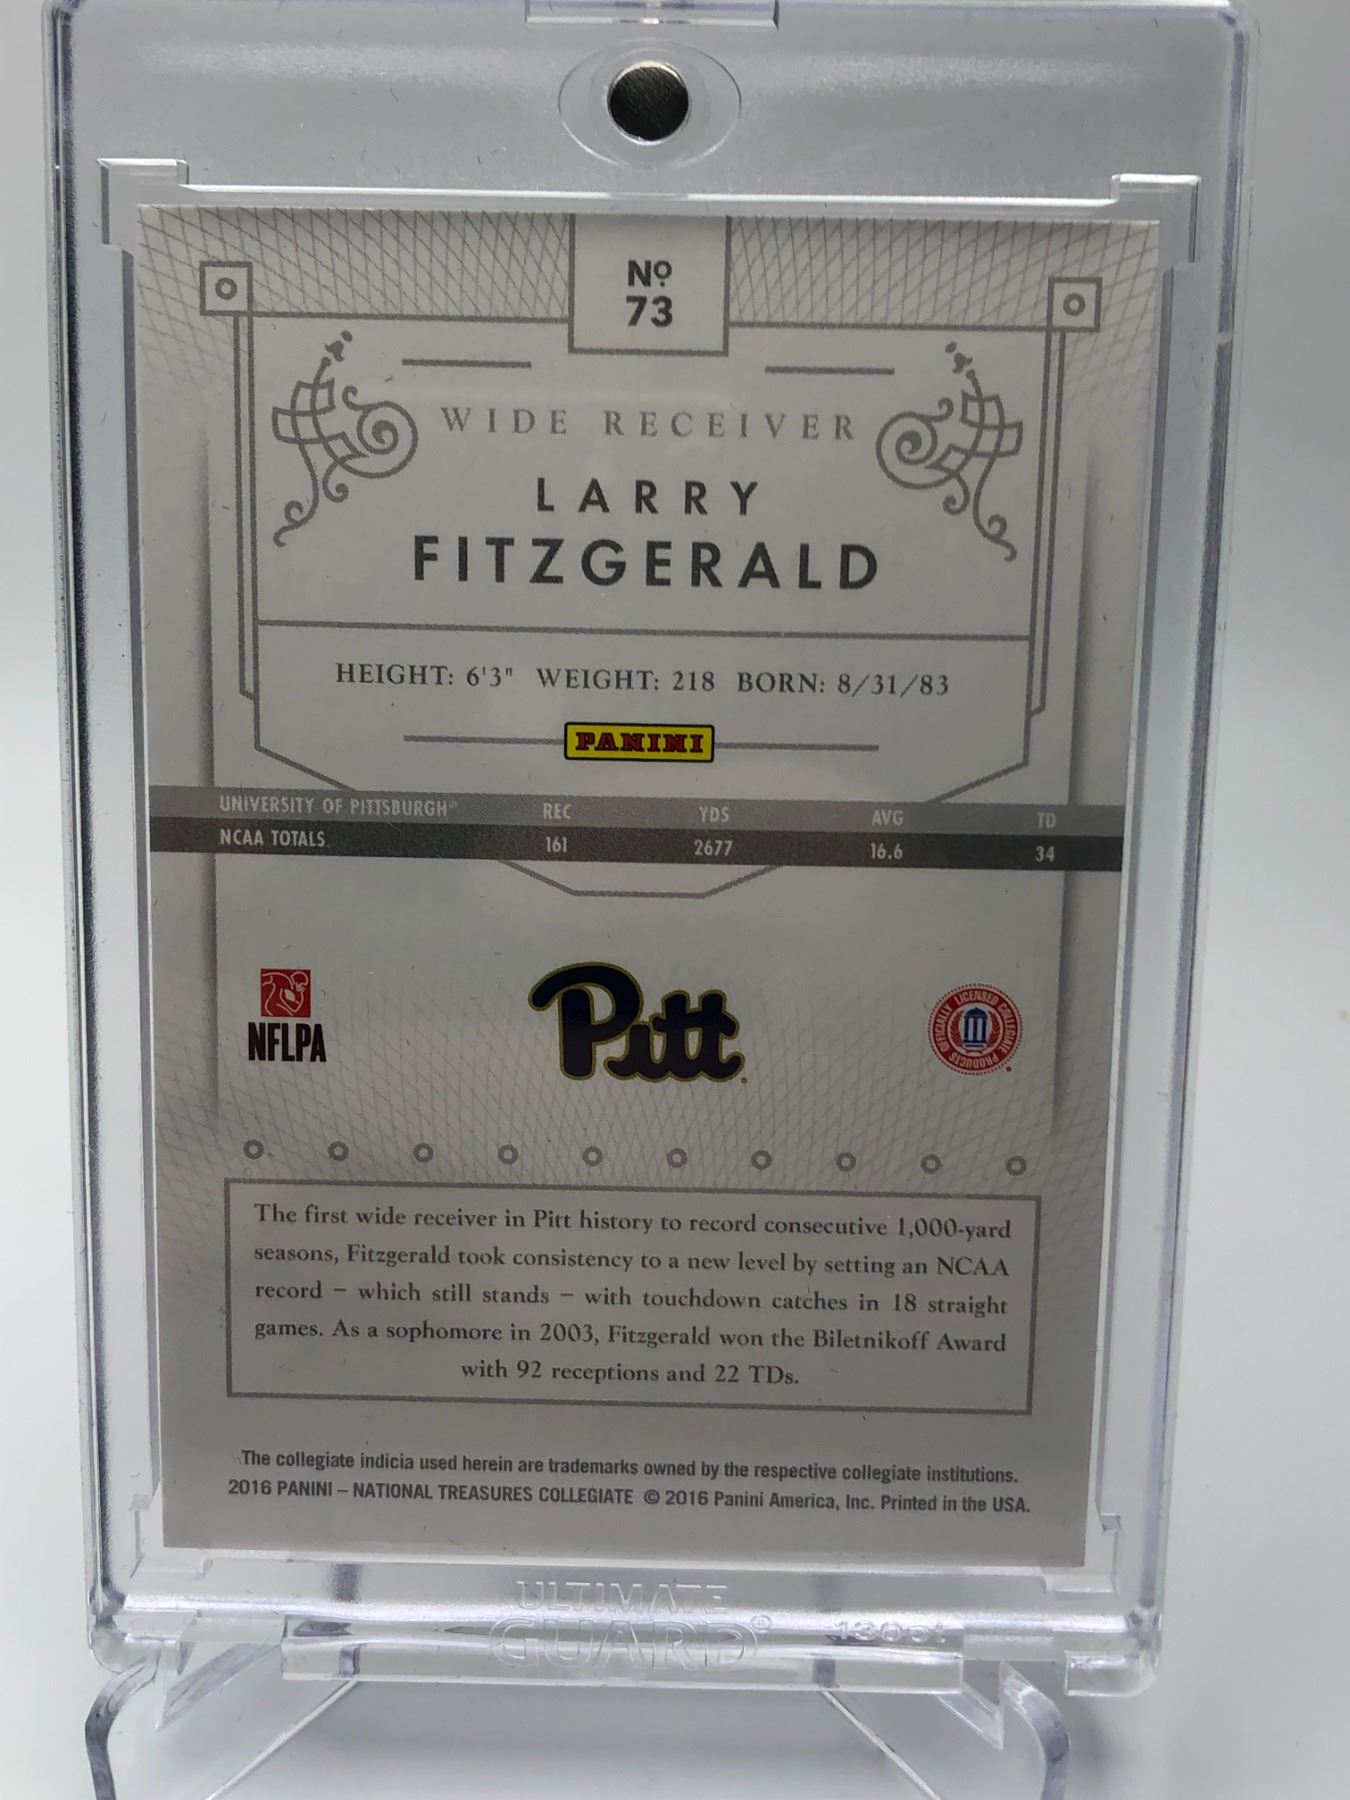 Nº
73
WIDE RECEIVER
LARRY
FITZGERALD
HEIGHT: 6'3" WEIGHT: 218 BORN: 8/31/83
PANINI
UNIVERSITY OF PITTSBURGH® REC YDS AVG TD
NCAA TOTALS 161 2677 16.6 34
NFLPA
Pitt
OFFICIALLY LICENSED COLLEGIATE PRODUCTS
The first wide receiver in Pitt history to record consecutive 1,000-yard
seasons, Fitzgerald took consistency to a new level by setting an NCAA
record – which still stands – with touchdown catches in 18 straight
games. As a sophomore in 2003, Fitzgerald won the Biletnikoff Award
with 92 receptions and 22 TDs.
The collegiate indicia used herein are trademarks owned by the respective collegiate institutions.
2016 PANINI – NATIONAL TREASURES COLLEGIATE © 2016 Panini America, Inc. Printed in the USA.
ULTIMATE
GUARD® 130pt